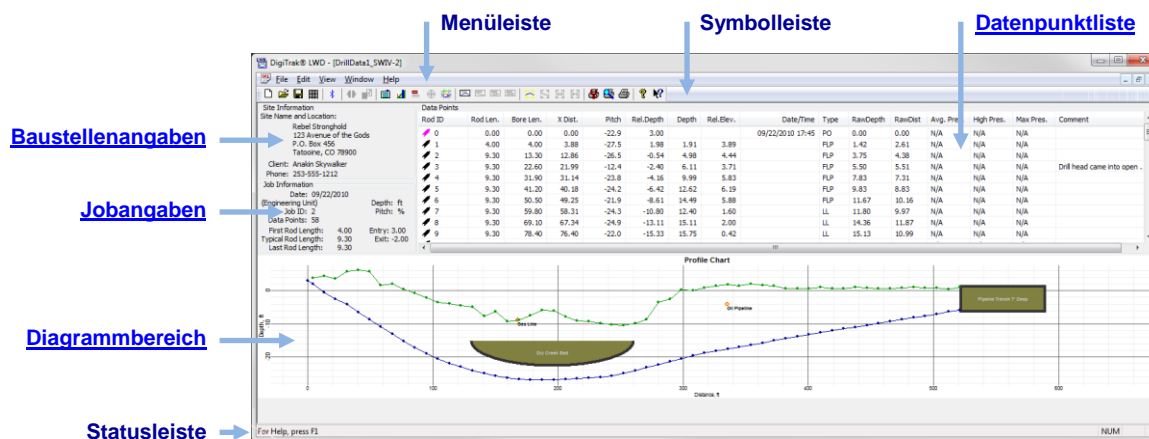 Menüleiste
Symbolleiste
Datenpunktliste
DigiTrak® LWD - [DrillData1_SWIV-2]
File Edit View Window Help
Site Information
Site Name and Location:
Rebel Stronghold
123 Avenue of the Gods
P.O. Box 456
Tatooine, CO 78900
Client: Anakin Skywalker
Phone: 253-555-1212
Baustellenangaben
Job Information
Date: 09/22/2010
(Engineering Unit) Depth: ft
Job ID: 2 Pitch: %
Data Points: 58
First Rod Length: 4.00 Entry: 3.00
Typical Rod Length: 9.30 Exit: -2.00
Last Rod Length: 9.30
Jobangaben
Data Points
Rod ID Rod Len. Bore Len. X Dist. Pitch Rel.Depth Depth Rel.Elev. Date/Time Type RawDepth RawDist Avg. Pres. High Pres. Max Pres. Comment
0 0.00 0.00 0.00 -22.9 3.00 09/22/2010 17:45 PO 0.00 0.00 N/A N/A N/A
1 4.00 4.00 3.88 -27.5 1.98 1.91 3.89 FLP 1.42 2.61 N/A N/A N/A
2 9.30 13.30 12.86 -26.5 -0.54 4.98 4.44 FLP 3.75 4.38 N/A N/A N/A
3 9.30 22.60 21.99 -12.4 -2.40 6.11 3.71 FLP 5.50 5.51 N/A N/A N/A Drill head came into open .
4 9.30 31.90 31.14 -23.8 -4.16 9.99 5.83 FLP 7.83 7.31 N/A N/A N/A
5 9.30 41.20 40.18 -24.2 -6.42 12.62 6.19 FLP 9.83 8.83 N/A N/A N/A
6 9.30 50.50 49.25 -21.9 -8.61 14.49 5.88 FLP 11.67 10.16 N/A N/A N/A
7 9.30 59.80 58.31 -24.3 -10.80 12.40 1.60 LL 11.80 9.97 N/A N/A N/A
8 9.30 69.10 67.34 -24.9 -13.11 15.11 2.00 LL 14.36 11.87 N/A N/A N/A
9 9.30 78.40 76.40 -22.0 -15.33 15.75 0.42 LL 15.13 10.99 N/A N/A N/A
Profile Chart
Depth, ft
0
-10
-20
Gas Line
Oil Pipeline
Pipeline Trench 7' Deep
0 100 200 300 400 500 600
Distance, ft
Diagrammbereich
Statusleiste
For Help, press F1
NUM